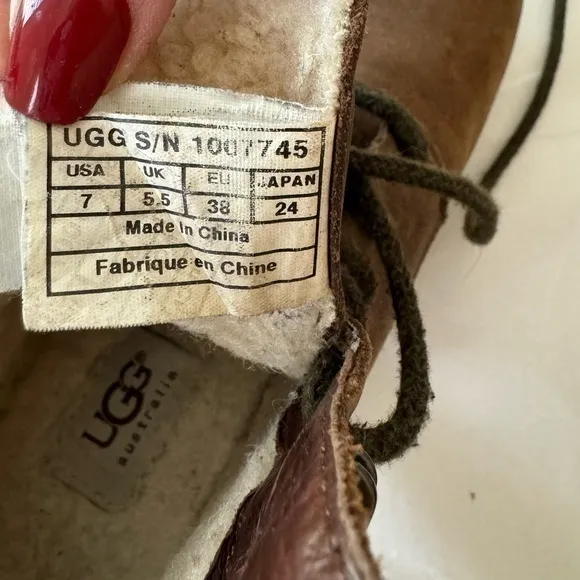 UGG S/N 1007745
USA UK EU JAPAN
7 5.5 38 24
Made in China
Fabrique en Chine
UGG®
australia